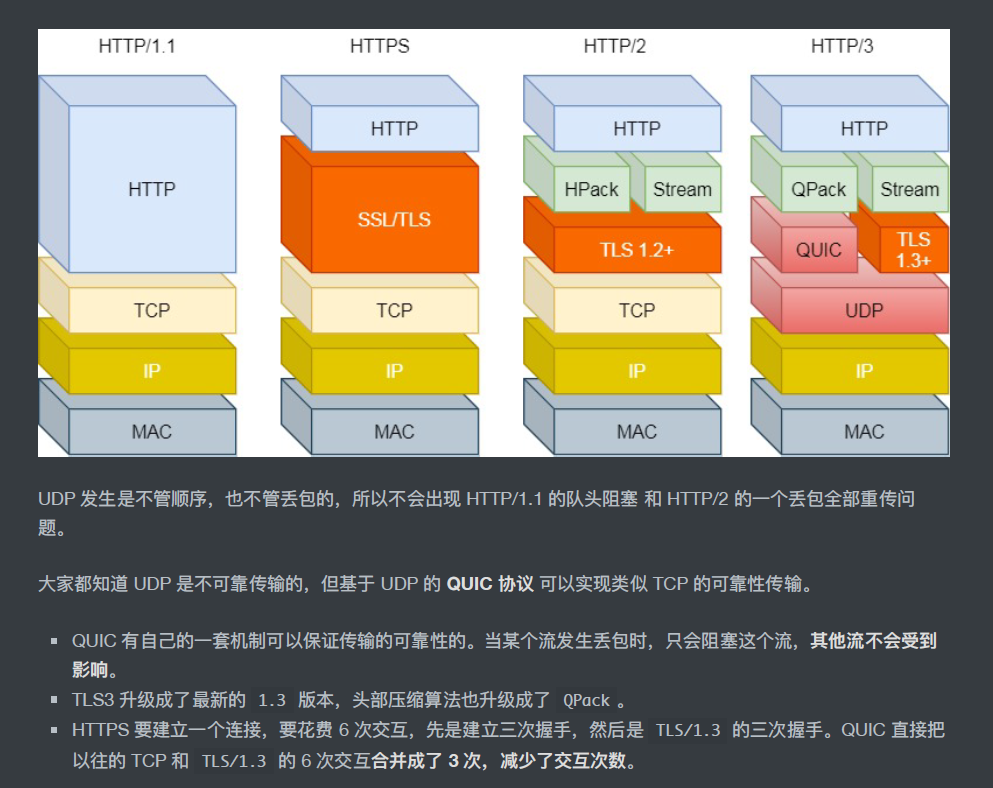 HTTP/1.1 HTTPS HTTP/2 HTTP/3
HTTP HTTP HTTP
HTTP SSL/TLS HPack Stream QPack Stream
TLS 1.2+ QUIC TLS 1.3+
TCP TCP TCP UDP
IP IP IP IP
MAC MAC MAC MAC
UDP 发生是不管顺序，也不管丢包的，所以不会出现 HTTP/1.1 的队头阻塞 和 HTTP/2 的一个丢包全部重传问
题。
大家都知道 UDP 是不可靠传输的，但基于 UDP 的 QUIC 协议 可以实现类似 TCP 的可靠性传输。
QUIC 有自己的一套机制可以保证传输的可靠性的。当某个流发生丢包时，只会阻塞这个流，其他流不会受到
影响。
TLS3 升级成了最新的 1.3 版本，头部压缩算法也升级成了 QPack 。
HTTPS 要建立一个连接，要花费 6 次交互，先是建立三次握手，然后是 TLS/1.3 的三次握手。QUIC 直接把
以往的 TCP 和 TLS/1.3 的 6 次交互合并成了 3 次，减少了交互次数。